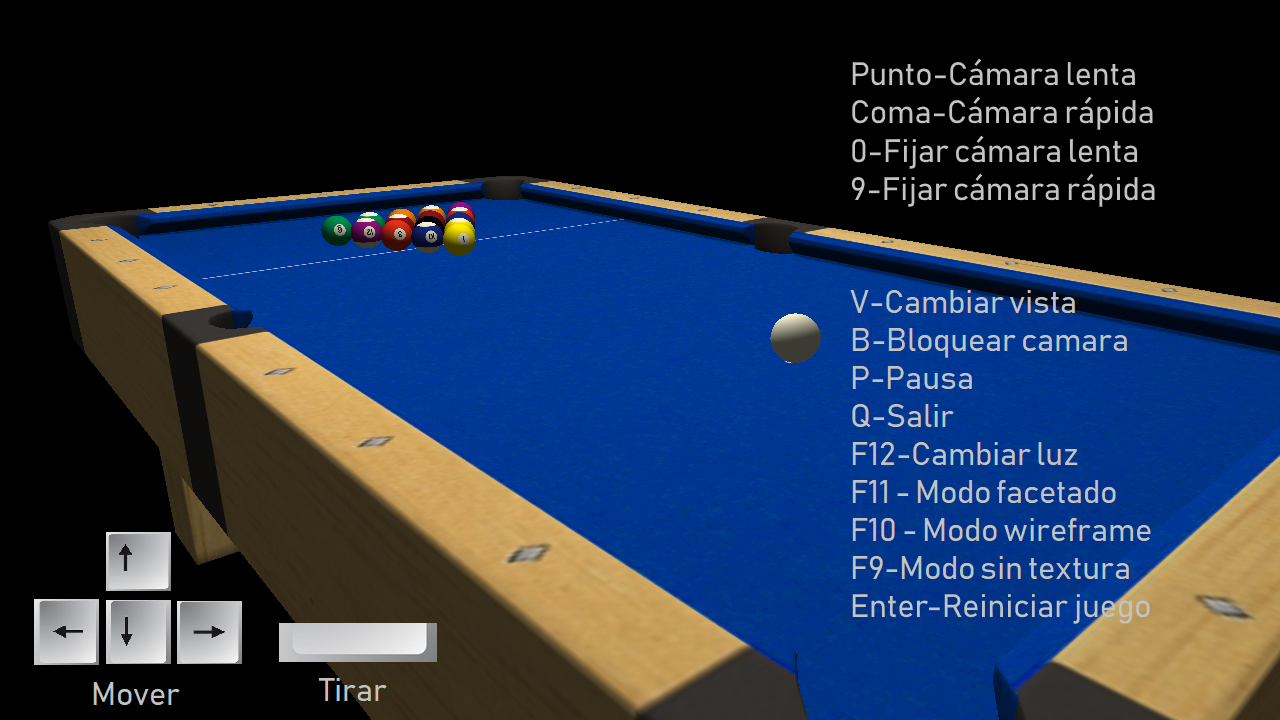 Punto-Cámara lenta
Coma-Cámara rápida
0-Fijar cámara lenta
9-Fijar cámara rápida
V-Cambiar vista
B-Bloquear camara
P-Pausa
Q-Salir
F12-Cambiar luz
F11 - Modo facetado
F10 - Modo wireframe
F9-Modo sin textura
Enter-Reiniciar juego
Mover
Tirar